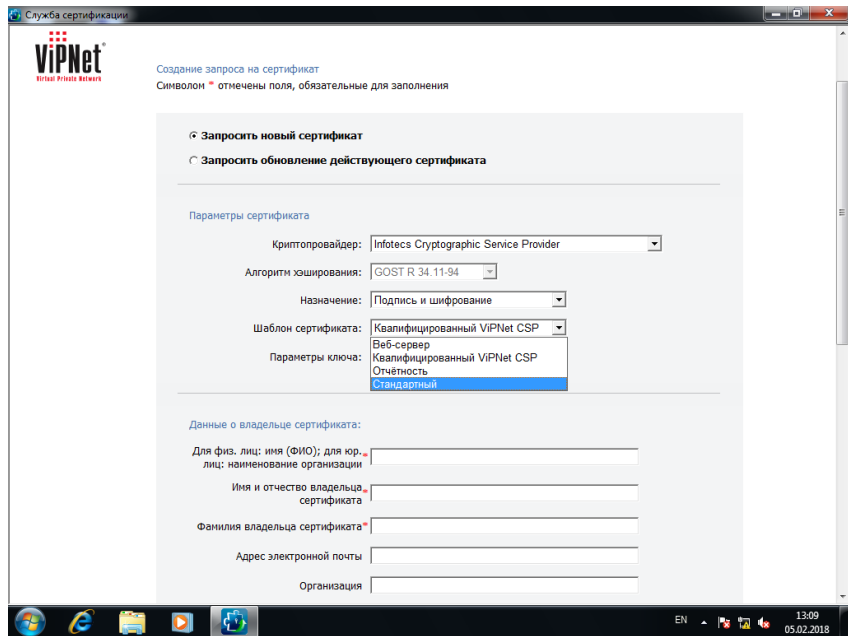 Служба сертификации
ViPNet
Virtual Private Network
Создание запроса на сертификат
Символом * отмечены поля, обязательные для заполнения
Запросить новый сертификат
Запросить обновление действующего сертификата
Параметры сертификата
Криптопровайдер: Infotecs Cryptographic Service Provider
Алгоритм хэширования: GOST R 34.11-94
Назначение: Подпись и шифрование
Шаблон сертификата: Квалифицированный ViPNet CSP
Веб-сервер
Параметры ключа: Квалифицированный ViPNet CSP
Отчётность
Стандартный
Данные о владельце сертификата:
Для физ. лиц: имя (ФИО); для юр.
лиц: наименование организации *
Имя и отчество владельца
сертификата *
Фамилия владельца сертификата *
Адрес электронной почты
Организация
EN 13:09
05.02.2018